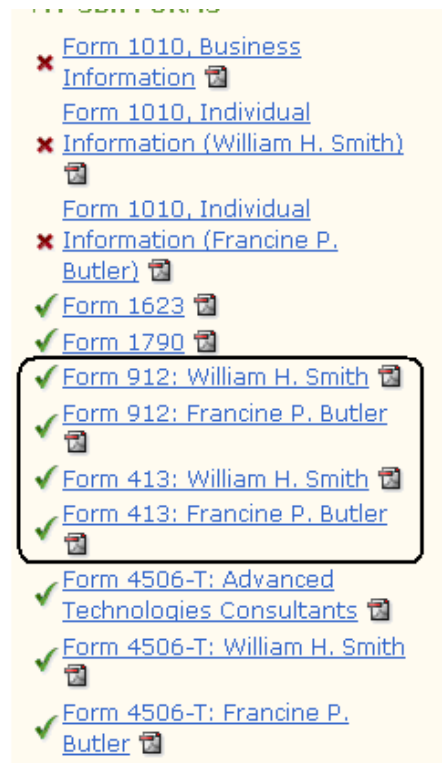 Form 1010, Business
Information
Form 1010, Individual
Information (William H. Smith)
Form 1010, Individual
Information (Francine P.
Butler)
Form 1623
Form 1790
Form 912: William H. Smith
Form 912: Francine P. Butler
Form 413: William H. Smith
Form 413: Francine P. Butler
Form 4506-T: Advanced
Technologies Consultants
Form 4506-T: William H. Smith
Form 4506-T: Francine P.
Butler